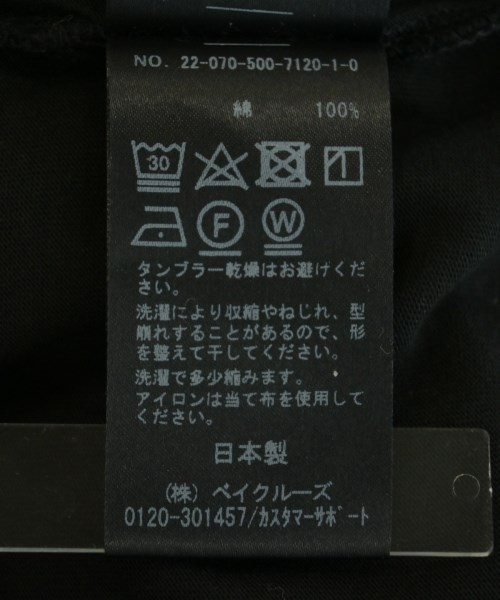 NO. 22-070-500-7120-1-0
綿 100%
30
F W
タンブラー乾燥はお避けくだ
さい。
洗濯により収縮やねじれ、型
崩れすることがあるので、形
を整えて干してください。
洗濯で多少縮みます。
アイロンは当て布を使用して
ください。
日本製
(株) ベイクルーズ
0120-301457/カスタマーサポート